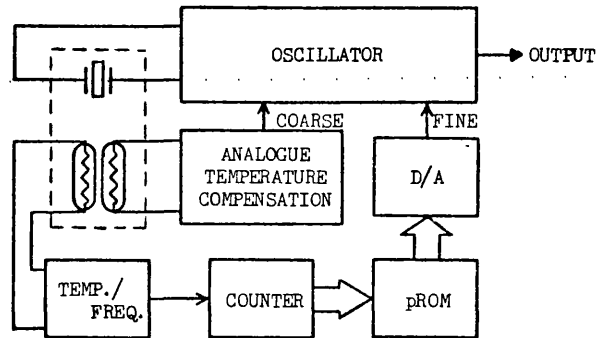 OSCILLATOR
OUTPUT
COARSE
FINE
ANALOGUE
TEMPERATURE
COMPENSATION
D/A
TEMP./
FREQ.
COUNTER
pROM